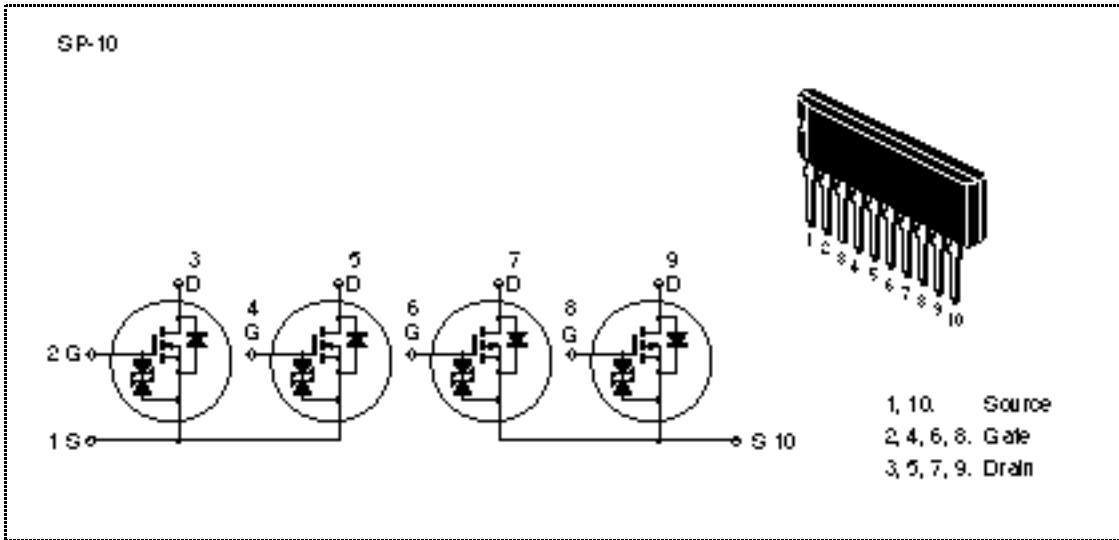 SP-10
1 2 3 4 5 6 7 8 9 10
3 5 7 9
D D D D
4 6 8
G G G
2 G
1 S S 10
1, 10. Source
2, 4, 6, 8. Gate
3, 5, 7, 9. Drain